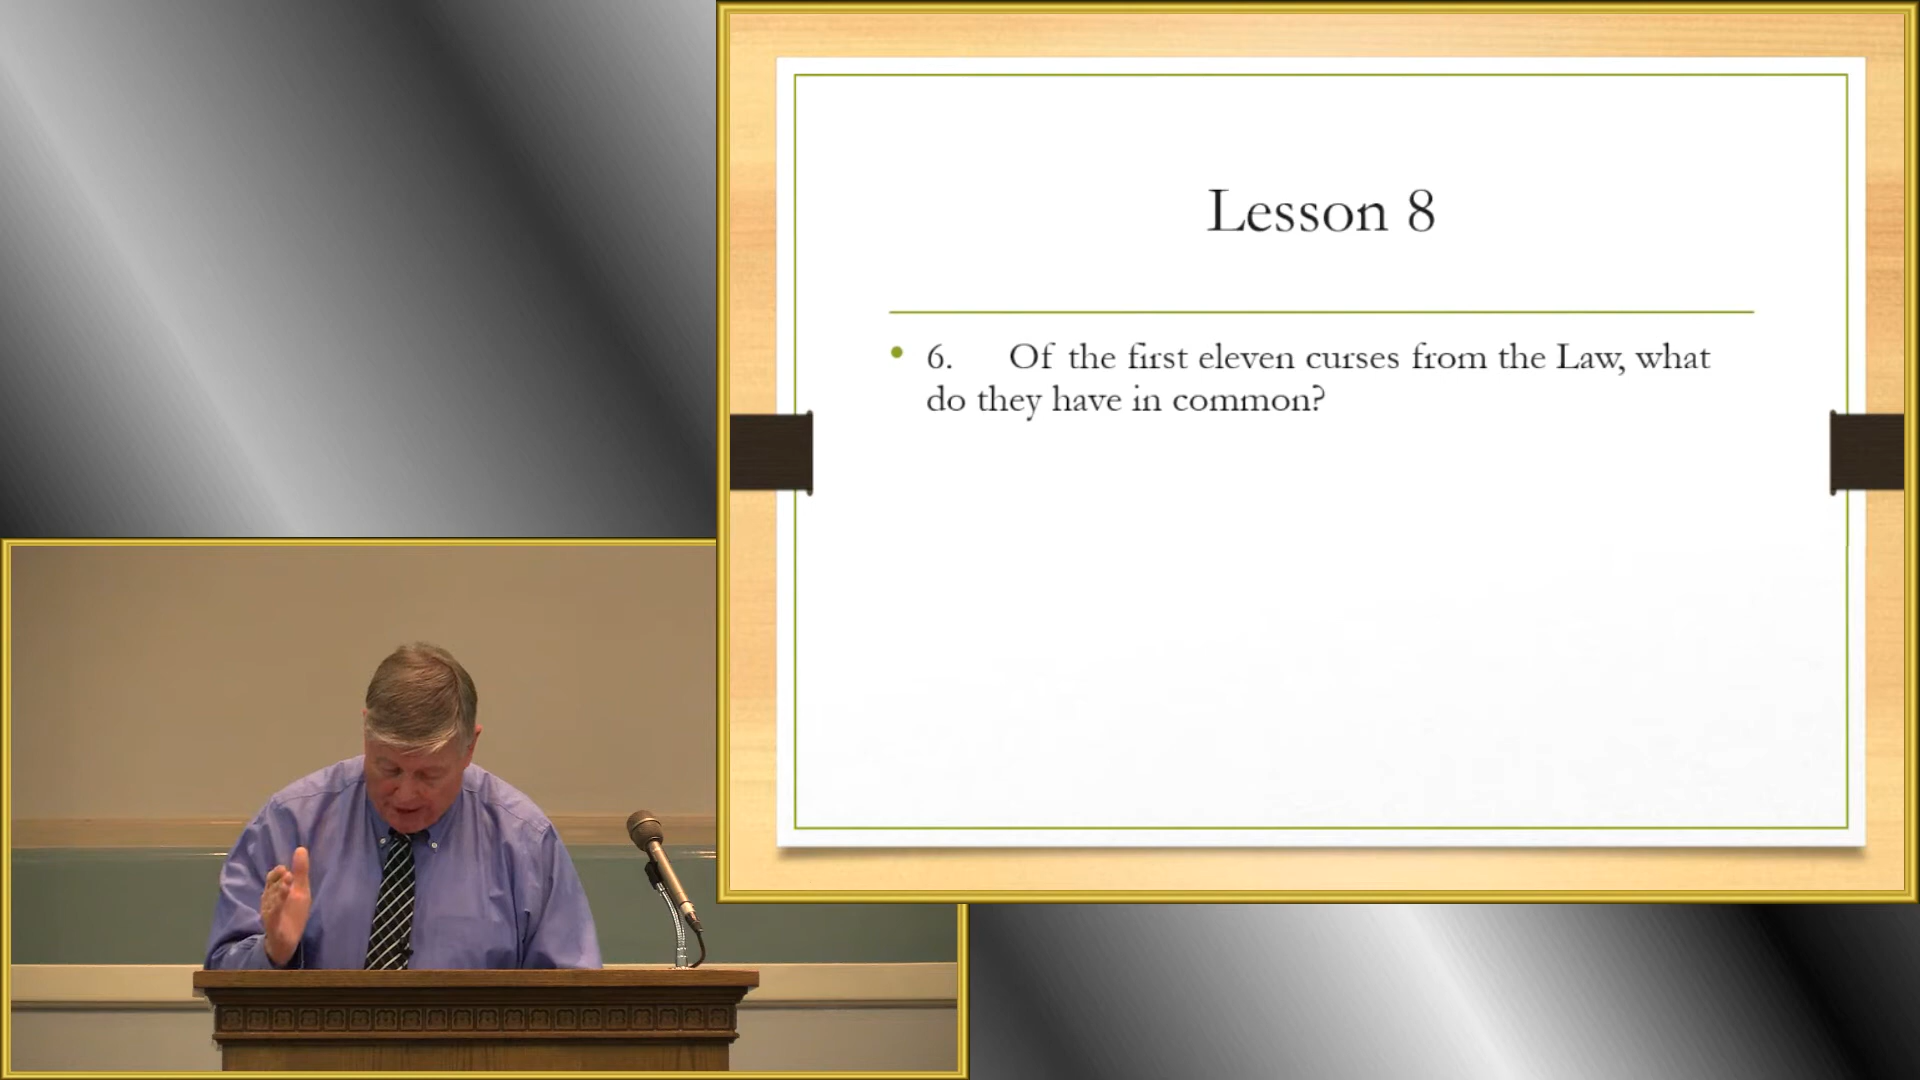 Lesson 8
• 6. Of the first eleven curses from the Law, what
do they have in common?